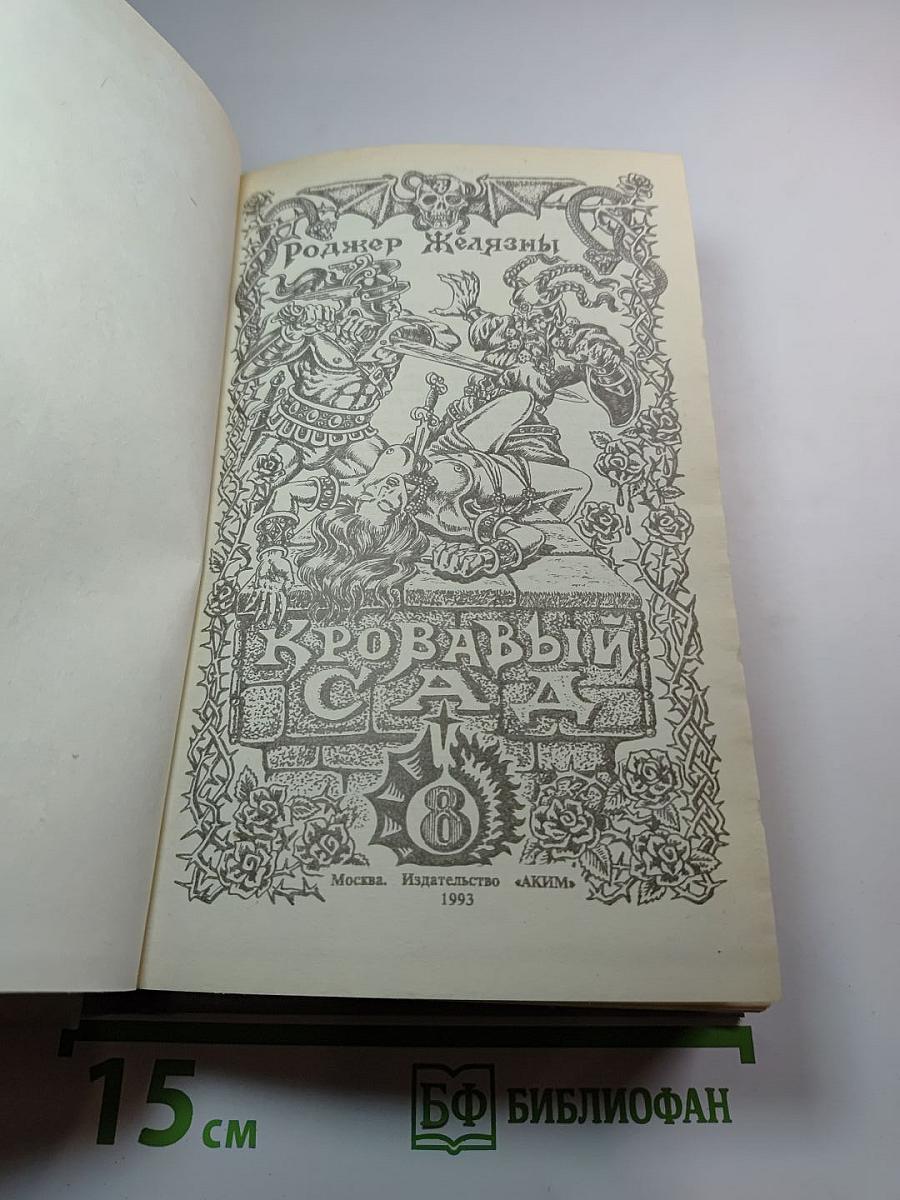 Роджер Желязны
Кровавый
сад
8
Москва. Издательство «АКИМ»
1993
15 см
БФ БИБЛИОФАН